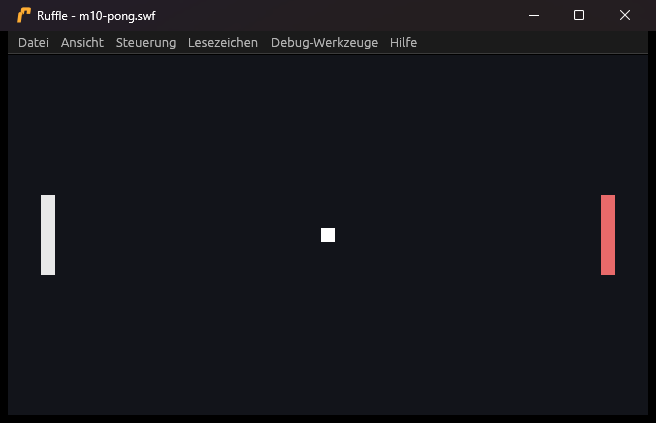 Ruffle - m10-pong.swf
Datei Ansicht Steuerung Lesezeichen Debug-Werkzeuge Hilfe